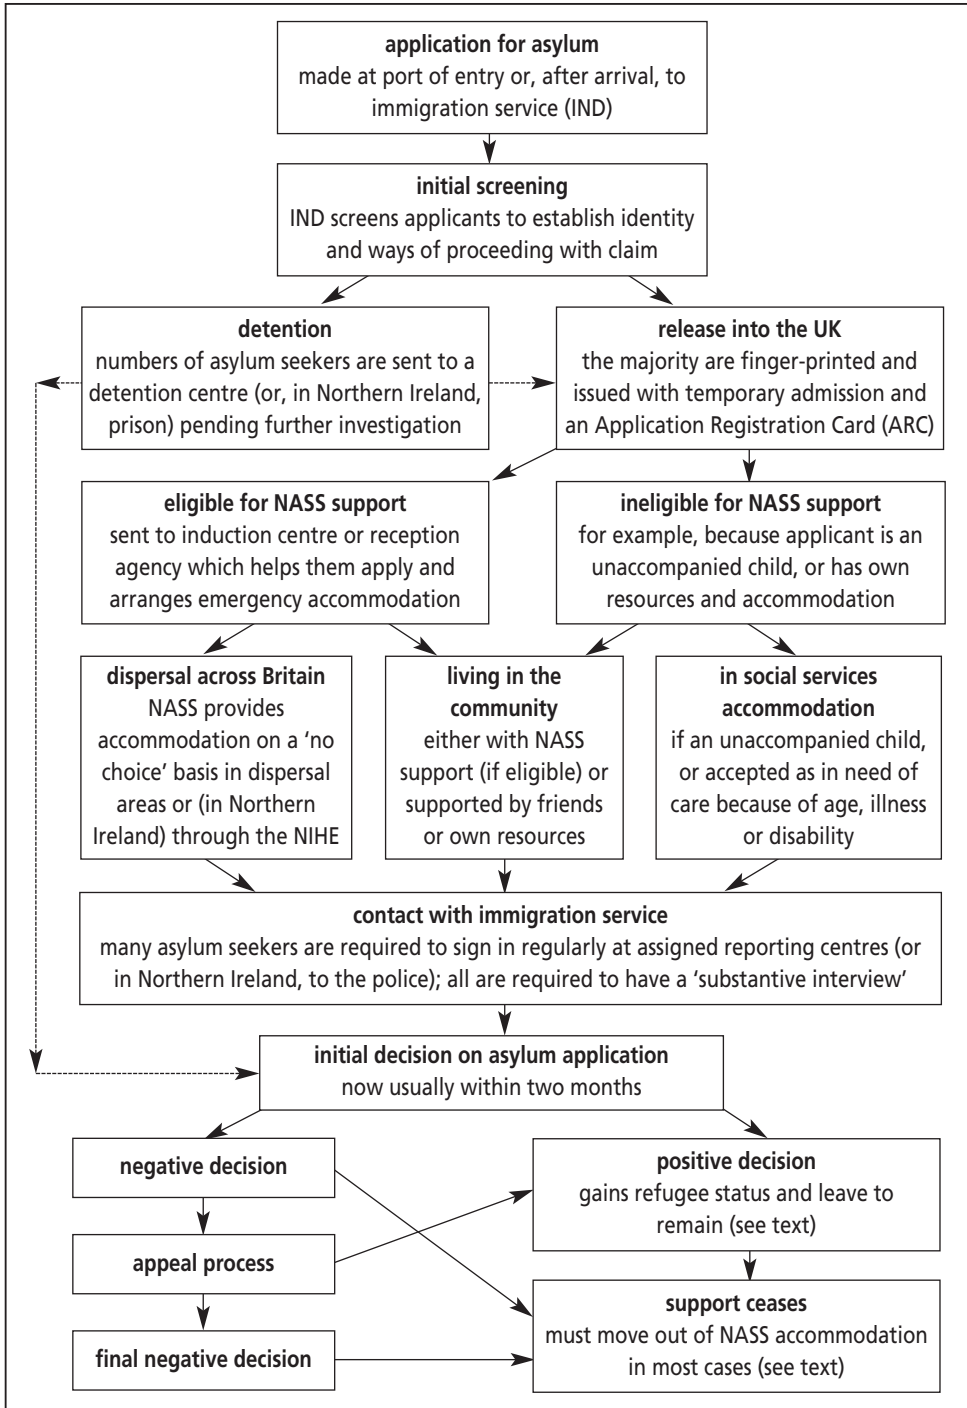 application for asylum
made at port of entry or, after arrival, to
immigration service (IND)
initial screening
IND screens applicants to establish identity
and ways of proceeding with claim
detention
numbers of asylum seekers are sent to a
detention centre (or, in Northern Ireland,
prison) pending further investigation
release into the UK
the majority are finger-printed and
issued with temporary admission and
an Application Registration Card (ARC)
eligible for NASS support
sent to induction centre or reception
agency which helps them apply and
arranges emergency accommodation
ineligible for NASS support
for example, because applicant is an
unaccompanied child, or has own
resources and accommodation
dispersal across Britain
NASS provides
accommodation on a ‘no
choice’ basis in dispersal
areas or (in Northern
Ireland) through the NIHE
living in the
community
either with NASS
support (if eligible) or
supported by friends
or own resources
in social services
accommodation
if an unaccompanied child,
or accepted as in need of
care because of age, illness
or disability
contact with immigration service
many asylum seekers are required to sign in regularly at assigned reporting centres (or
in Northern Ireland, to the police); all are required to have a ‘substantive interview’
initial decision on asylum application
now usually within two months
negative decision
positive decision
gains refugee status and leave to
remain (see text)
appeal process
support ceases
must move out of NASS accommodation
in most cases (see text)
final negative decision